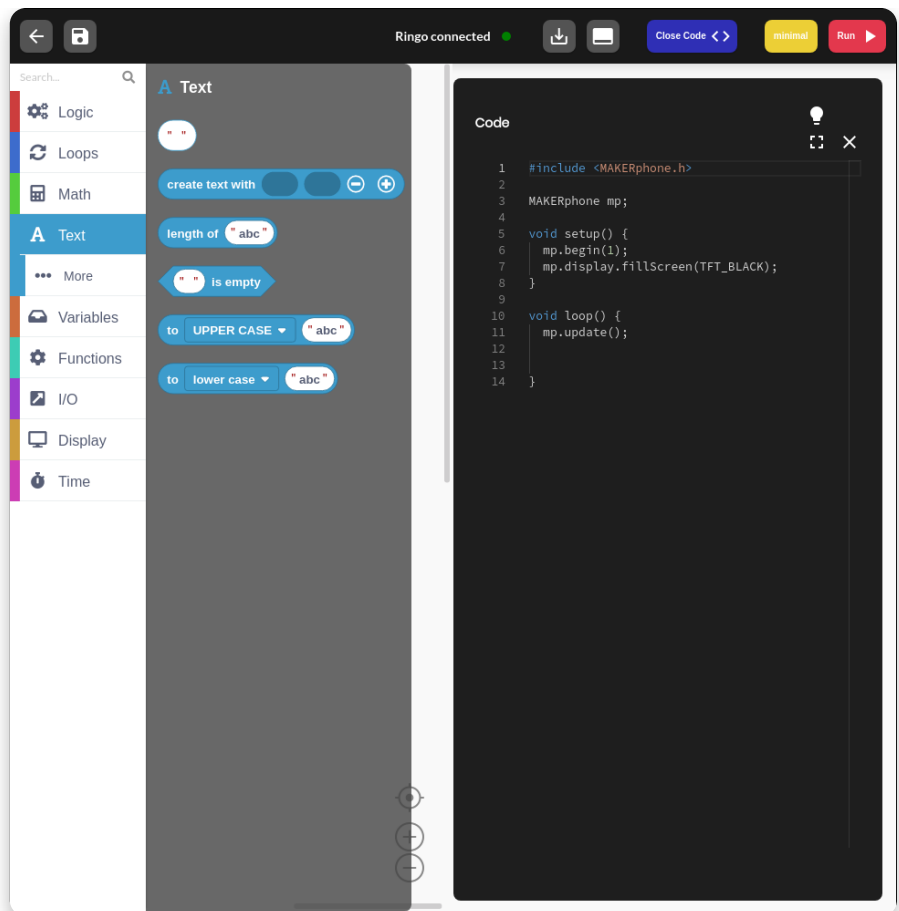 Ringo connected
Close Code
minimal
Run
Search...
Logic
Loops
Math
Text
More
Variables
Functions
I/O
Display
Time
A Text
" "
create text with
length of " abc "
" " is empty
to UPPER CASE " abc "
to lower case " abc "
Code
1 #include <MAKERphone.h>
2
3 MAKERphone mp;
4
5 void setup() {
6 mp.begin(1);
7 mp.display.fillScreen(TFT_BLACK);
8 }
9
10 void loop() {
11 mp.update();
12
13
14 }